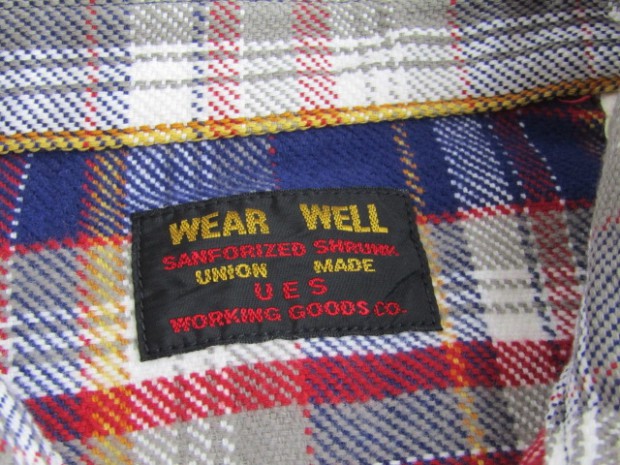 WEAR WELL
SANFORIZED SHRUNK
UNION MADE
UES
WORKING GOODS CO.